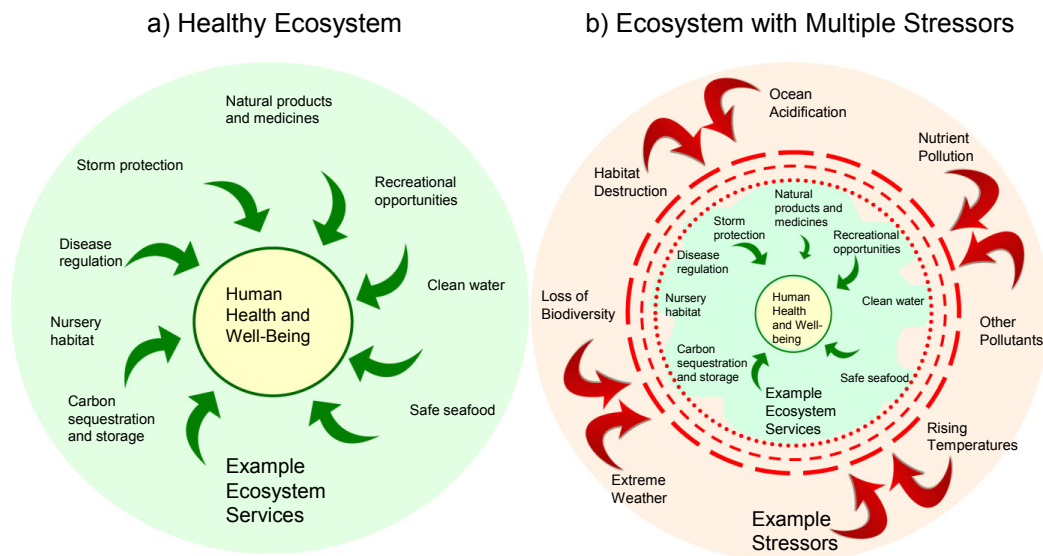 a) Healthy Ecosystem
Natural products
and medicines
Storm protection
Recreational
opportunities
Disease
regulation
Clean water
Human
Health and
Well-Being
Nursery
habitat
Carbon
sequestration
and storage
Safe seafood
Example
Ecosystem
Services
b) Ecosystem with Multiple Stressors
Ocean
Acidification
Nutrient
Pollution
Habitat
Destruction
Natural
products and
medicines
Storm
protection
Recreational
opportunities
Disease
regulation
Loss of
Biodiversity
Nursery
habitat
Clean water
Human
Health and Well-
being
Other
Pollutants
Carbon
sequestration
and storage
Safe seafood
Example
Ecosystem
Services
Rising
Temperatures
Extreme
Weather
Example
Stressors